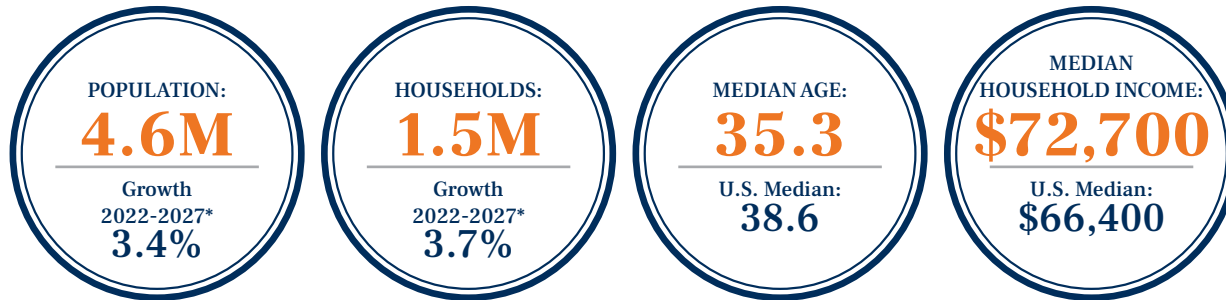 POPULATION:
4.6M
Growth
2022-2027*
3.4%
HOUSEHOLDS:
1.5M
Growth
2022-2027*
3.7%
MEDIAN AGE:
35.3
U.S. Median:
38.6
MEDIAN
HOUSEHOLD INCOME:
$72,700
U.S. Median:
$66,400